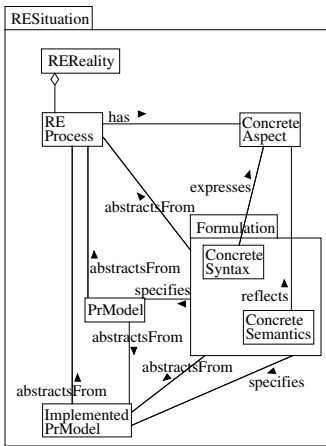 RESituation
REReality
RE
Process
has
Concrete
Aspect
expresses
abstractsFrom
Formulation
Concrete
Syntax
abstractsFrom
specifies
reflects
PrModel
Concrete
Semantics
abstractsFrom
abstractsFrom
specifies
abstractsFrom
Implemented
PrModel